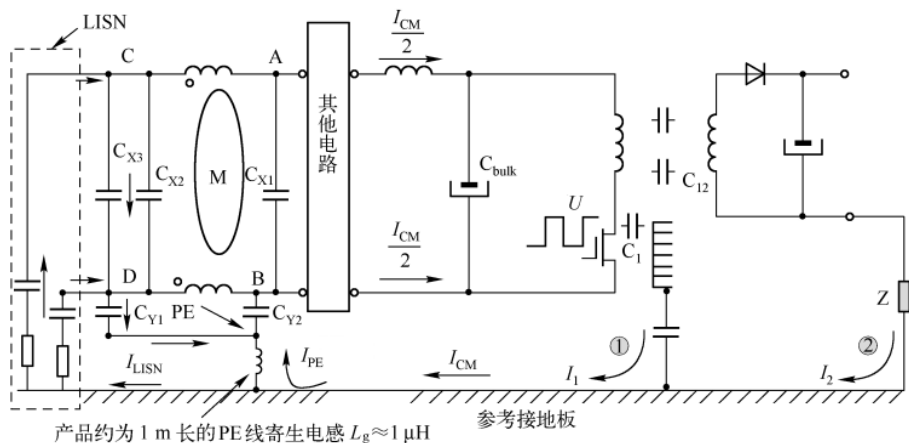 LISN
C
A
I_CM/2
其他电路
C_X3
C_X2
M
C_X1
C_bulk
U
C_1
C_12
I_CM/2
D
B
C_Y1
PE
C_Y2
Z
I_LISN
I_PE
I_CM
①
I_1
②
I_2
参考接地板
产品约为 1 m 长的PE 线寄生电感 L_g≈1 μH